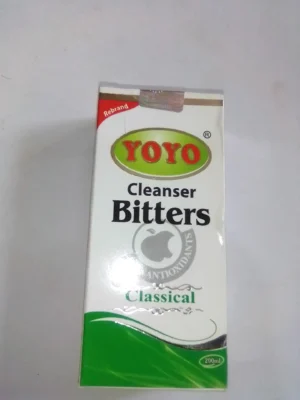 Rebrand
YOYO®
Cleanser
Bitters
ANTIOXIDANTS
Classical